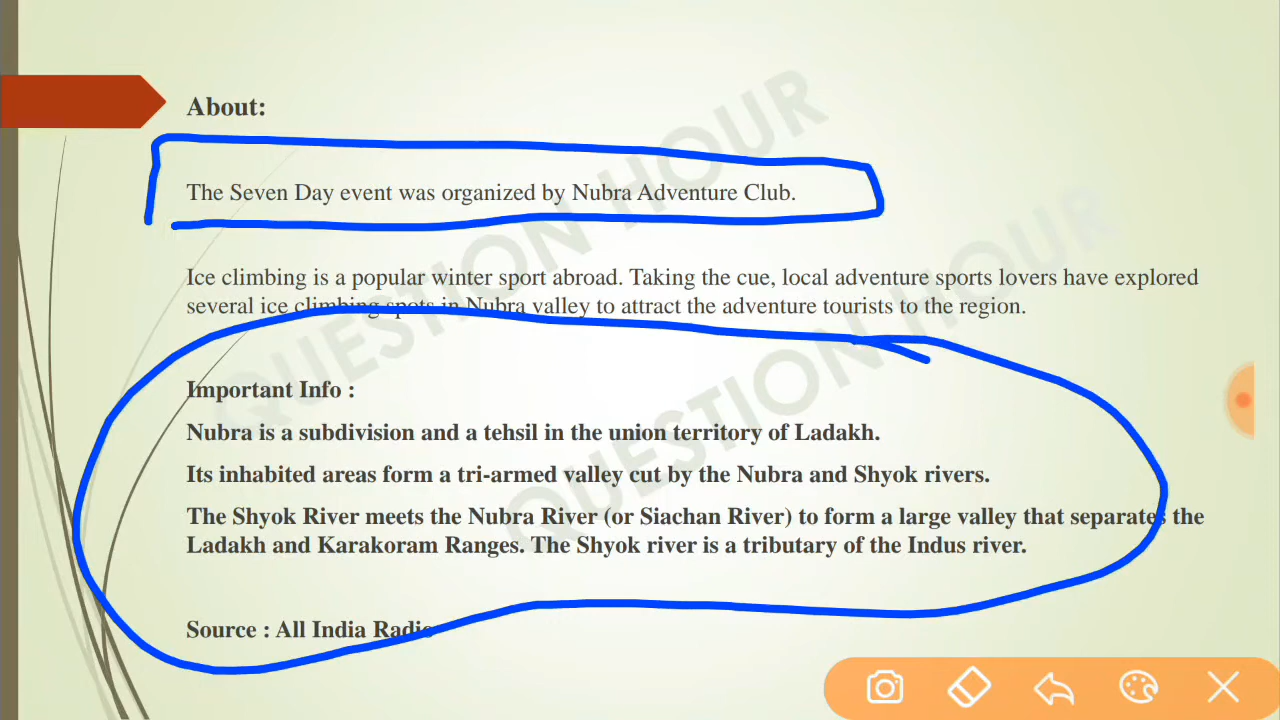 About:
The Seven Day event was organized by Nubra Adventure Club.
Ice climbing is a popular winter sport abroad. Taking the cue, local adventure sports lovers have explored
several ice climbing spots in Nubra valley to attract the adventure tourists to the region.
Important Info :
Nubra is a subdivision and a tehsil in the union territory of Ladakh.
Its inhabited areas form a tri-armed valley cut by the Nubra and Shyok rivers.
The Shyok River meets the Nubra River (or Siachan River) to form a large valley that separates the
Ladakh and Karakoram Ranges. The Shyok river is a tributary of the Indus river.
Source : All India Radio
QUESTION HOUR
QUESTION HOUR